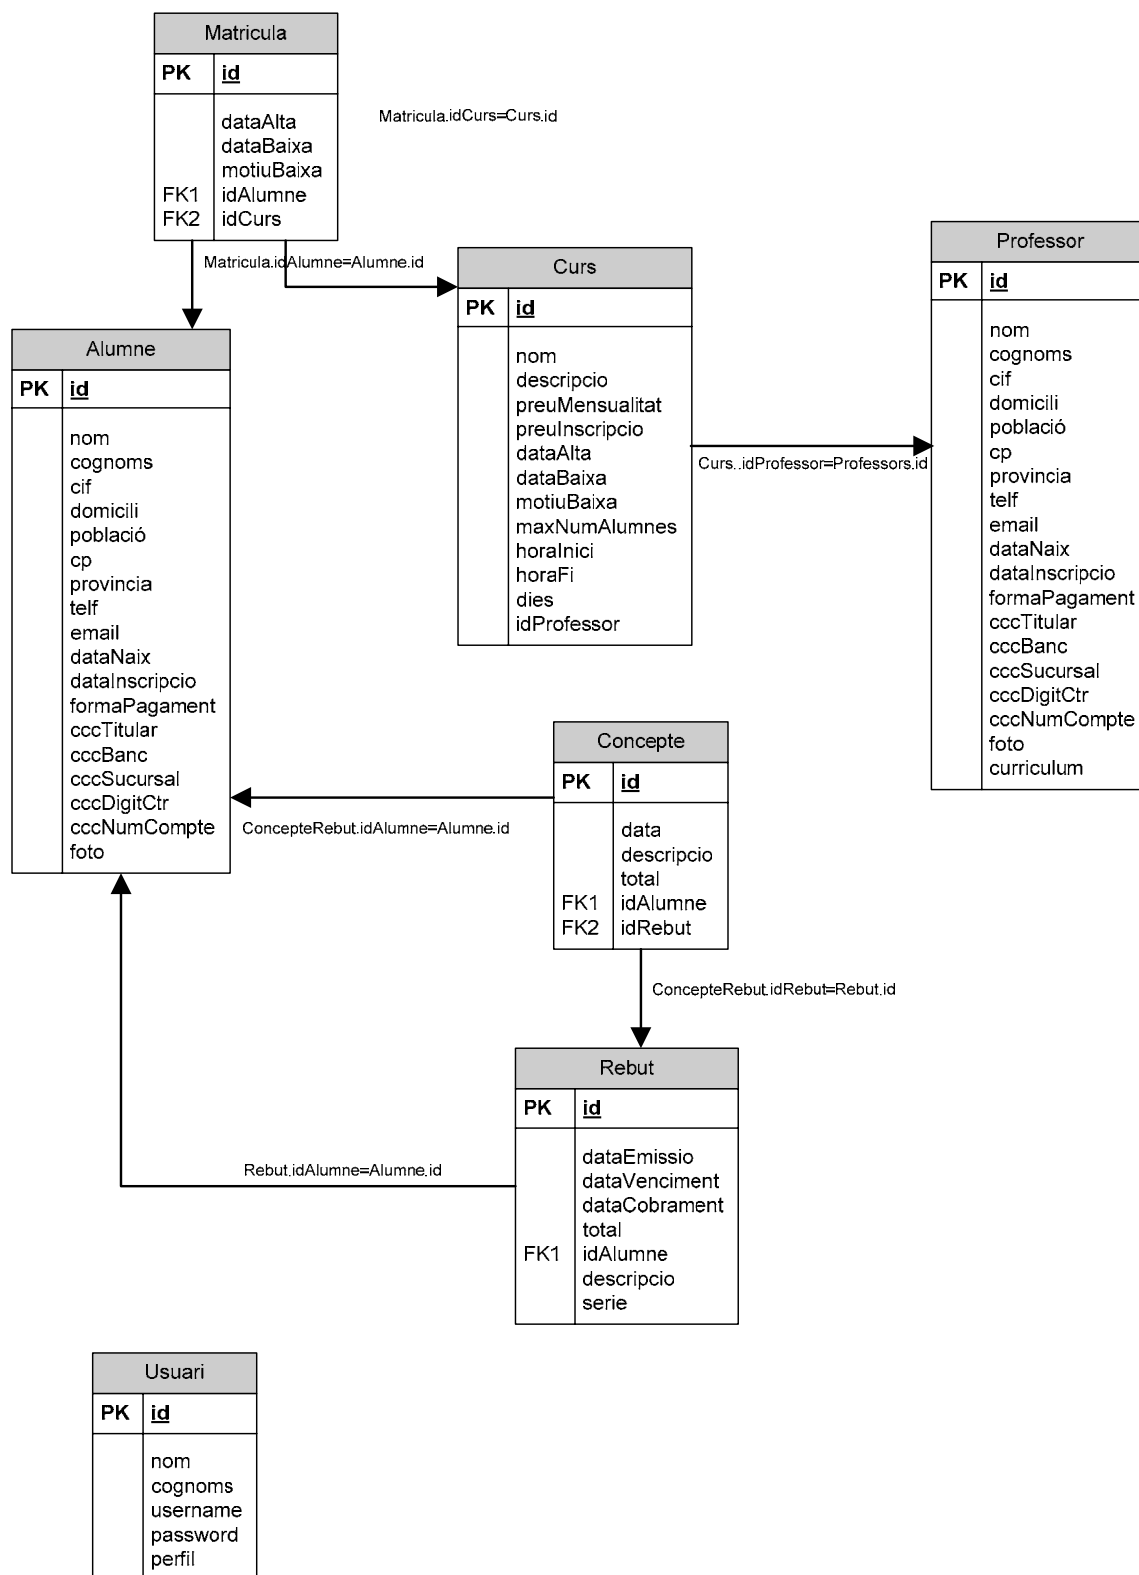 Matricula
PK id
dataAlta
dataBaixa
motiuBaixa
FK1 idAlumne
FK2 idCurs
Matricula.idCurs=Curs.id
Matricula.idAlumne=Alumne.id
Curs
PK id
nom
descripcio
preuMensualitat
preuInscripcio
dataAlta
dataBaixa
motiuBaixa
maxNumAlumnes
horaInici
horaFi
dies
idProfessor
Curs..idProfessor=Professors.id
Professor
PK id
nom
cognoms
cif
domicili
població
cp
provincia
telf
email
dataNaix
dataInscripcio
formaPagament
cccTitular
cccBanc
cccSucursal
cccDigitCtr
cccNumCompte
foto
curriculum
Alumne
PK id
nom
cognoms
cif
domicili
població
cp
provincia
telf
email
dataNaix
dataInscripcio
formaPagament
cccTitular
cccBanc
cccSucursal
cccDigitCtr
cccNumCompte
foto
Concepte
PK id
data
descripcio
total
FK1 idAlumne
FK2 idRebut
ConcepteRebut.idAlumne=Alumne.id
ConcepteRebut.idRebut=Rebut.id
Rebut
PK id
dataEmissio
dataVenciment
dataCobrament
total
FK1 idAlumne
descripcio
serie
Rebut.idAlumne=Alumne.id
Usuari
PK id
nom
cognoms
username
password
perfil